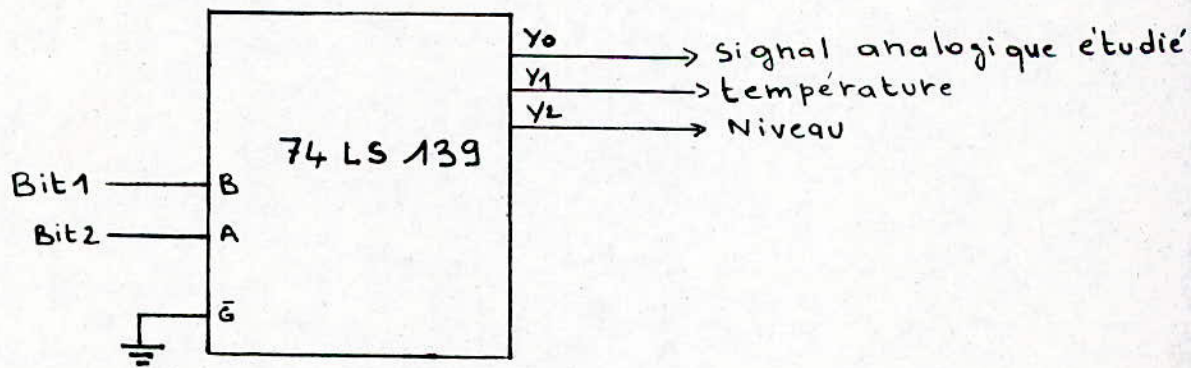 Y0
Signal analogique étudié
Y1
température
Y2
Niveau
74 LS 139
Bit1
B
Bit2
A
Ḡ